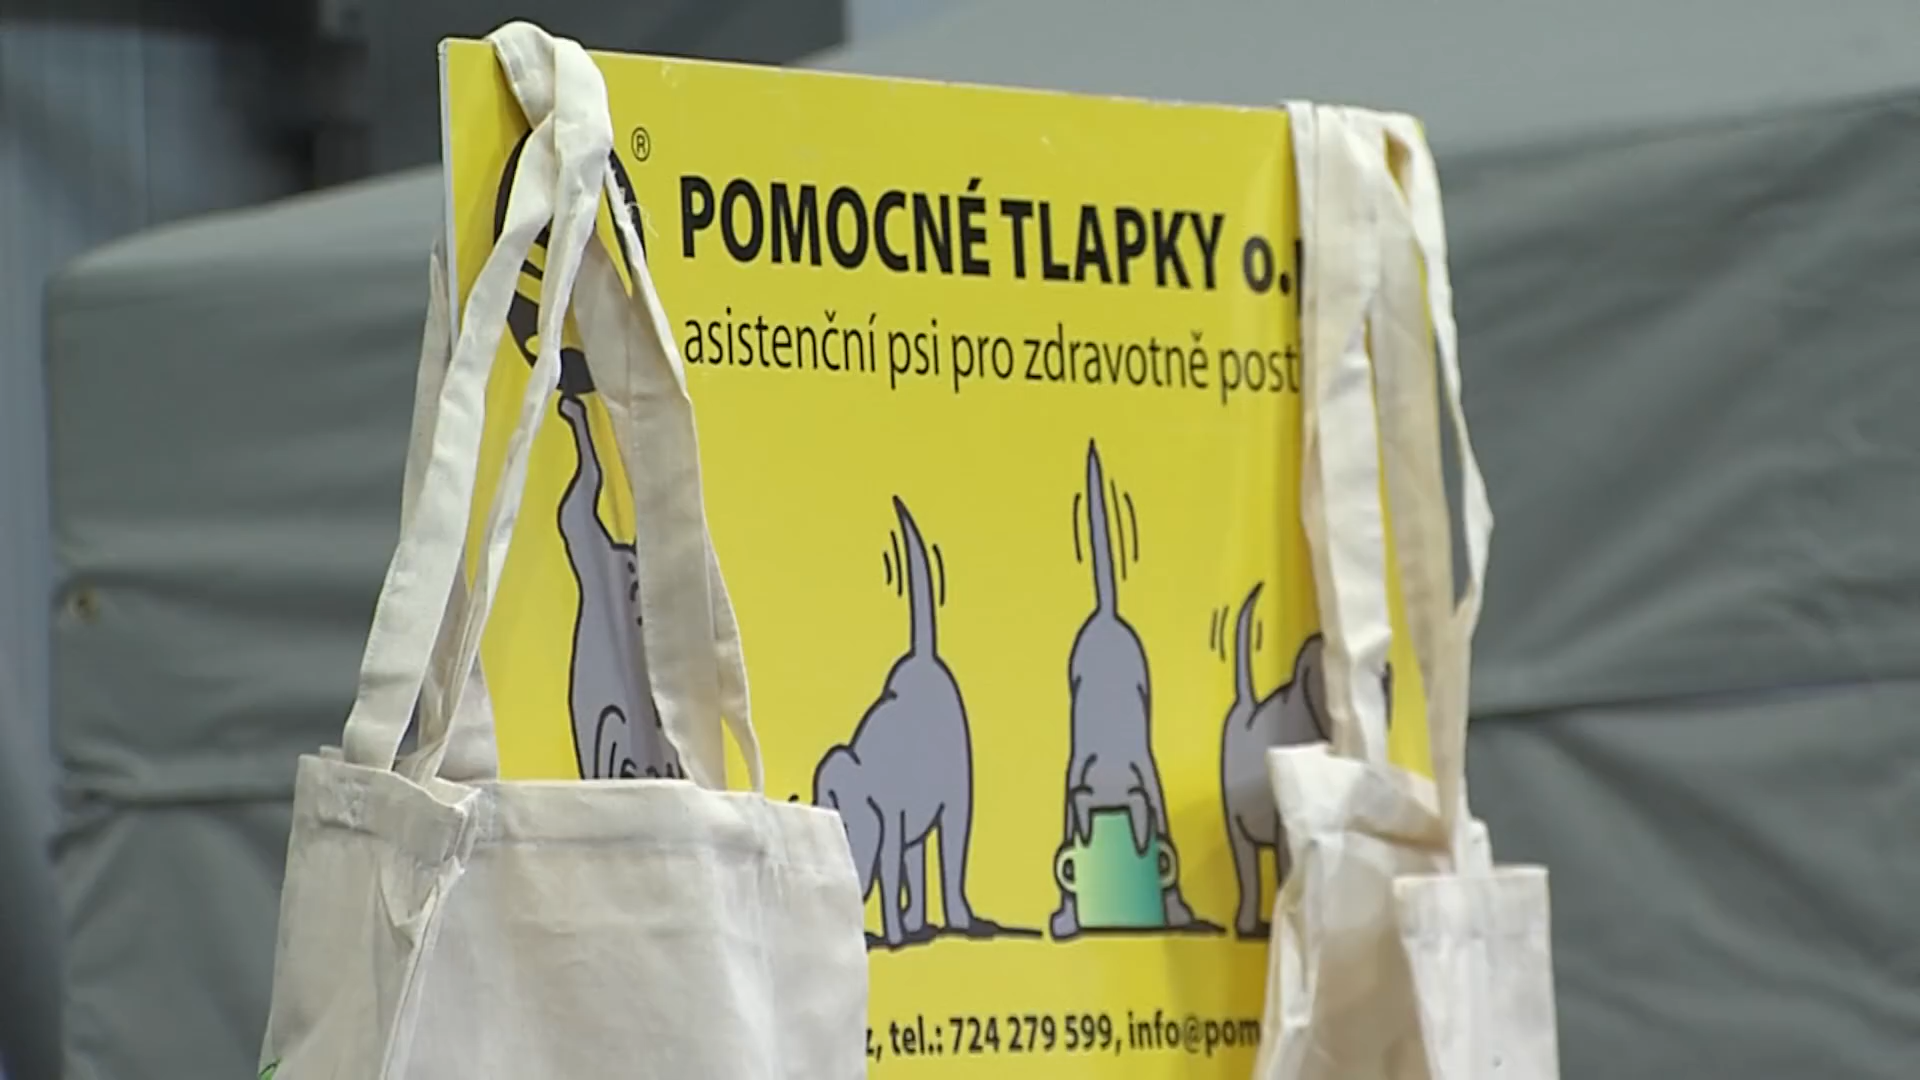 ®
POMOCNÉ TLAPKY o.
asistenční psi pro zdravotně post
z, tel.: 724 279 599, info@pom